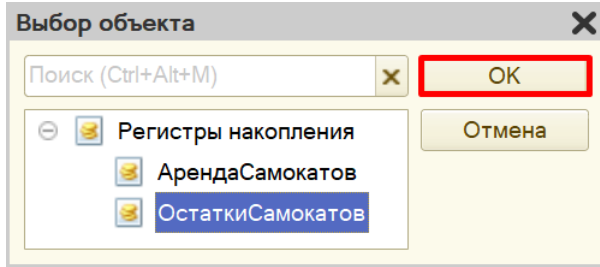 Выбор объекта
Поиск (Ctrl+Alt+M)
OK
Регистры накопления
Отмена
АрендаСамокатов
ОстаткиСамокатов